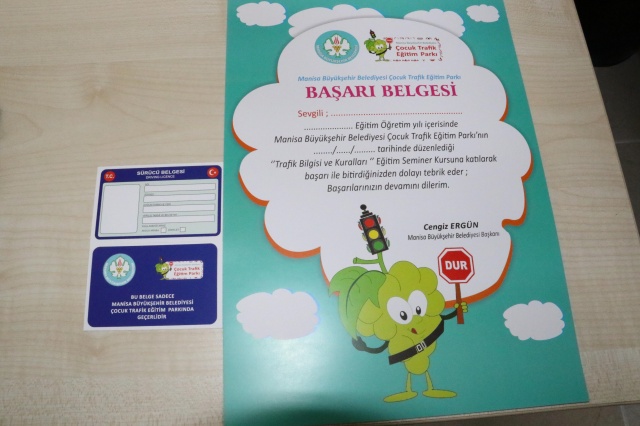 Çocuk Trafik
Eğitim Parkı
Manisa Büyükşehir Belediyesi Çocuk Trafik Eğitim Parkı
BAŞARI BELGESİ
Sevgili ; ................................................
.................... Eğitim Öğretim yılı içerisinde
Manisa Büyükşehir Belediyesi Çocuk Trafik Eğitim Parkı'nın
......../....../......... tarihinde düzenlediği
‘’Trafik Bilgisi ve Kuralları ‘’ Eğitim Seminer Kursuna katılarak
başarı ile bitirdiğinizden dolayı tebrik eder ;
Başarılarınızın devamını dilerim.
Cengiz ERGÜN
Manisa Büyükşehir Belediyesi Başkanı
DUR
T.C.
SÜRÜCÜ BELGESİ
DRIVING LICENCE
Çocuk Trafik
Eğitim Parkı
BU BELGE SADECE
MANİSA BÜYÜKŞEHİR BELEDİYESİ
ÇOCUK TRAFİK EĞİTİM PARKINDA
GEÇERLİDİR